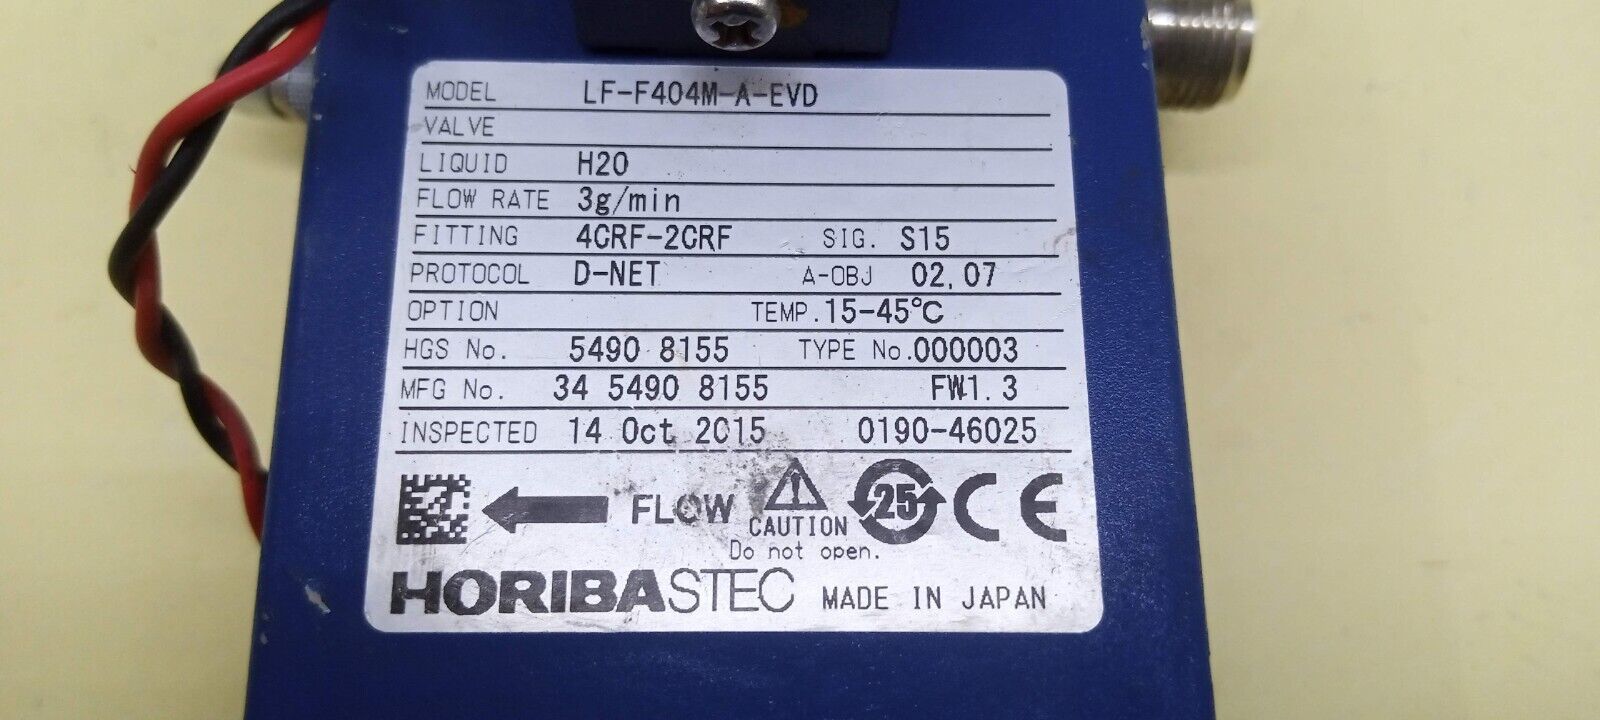 MODEL LF-F404M-A-EVD
VALVE
LIQUID H2O
FLOW RATE 3g/min
FITTING 4CRF-2CRF SIG. S15
PROTOCOL D-NET A-OBJ 02,07
OPTION TEMP. 15-45°C
HGS No. 5490 8155 TYPE No. 000003
MFG No. 34 5490 8155 FW1.3
INSPECTED 14 Oct 2015 0190-46025
FLOW CAUTION 25 CE
Do not open.
HORIBASTEC MADE IN JAPAN